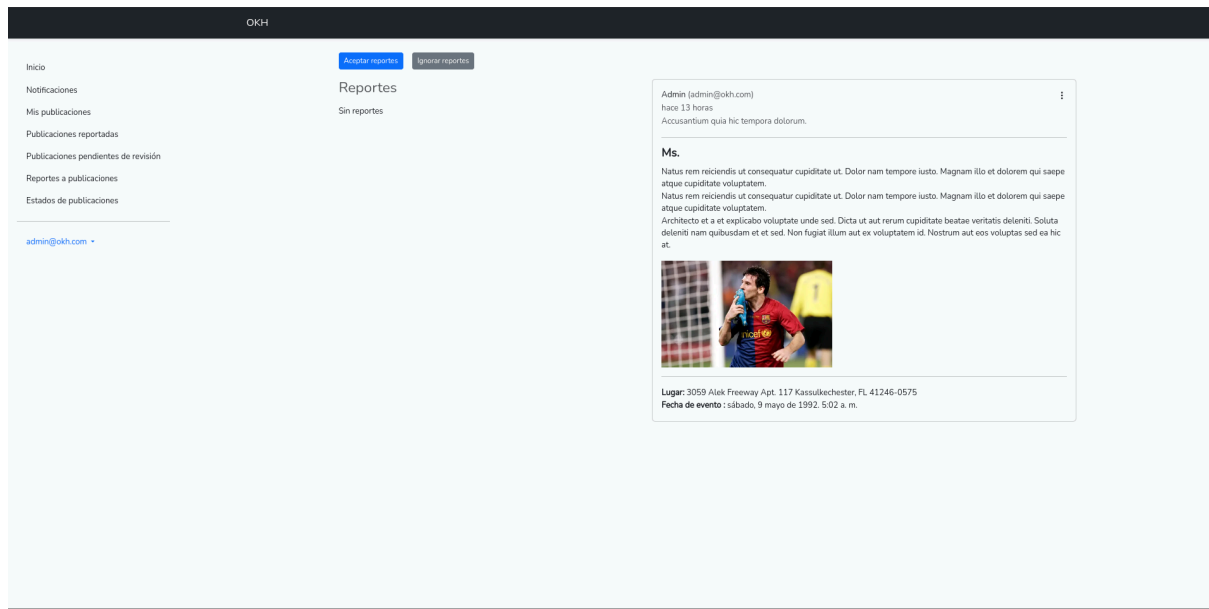 OKH
Inicio
Notificaciones
Mis publicaciones
Publicaciones reportadas
Publicaciones pendientes de revisión
Reportes a publicaciones
Estados de publicaciones
admin@okh.com
Aceptar reportes
Ignorar reportes
Reportes
Sin reportes
Admin (admin@okh.com)
hace 13 horas
Accusantium quia hic tempora dolorum.
Ms.
Natus rem reiciendis ut consequatur cupiditate ut. Dolor nam tempore iusto. Magnam illo et dolorem qui saepe
atque cupiditate voluptatem.
Natus rem reiciendis ut consequatur cupiditate ut. Dolor nam tempore iusto. Magnam illo et dolorem qui saepe
atque cupiditate voluptatem.
Architecto et a et explicabo voluptate unde sed. Dicta ut aut rerum cupiditate beatae veritatis deleniti. Soluta
deleniti nam quibusdam et et sed. Non fugiat illum aut ex voluptatem id. Nostrum aut eos voluptas sed ea hic
at.
1
unicef
Lugar: 3059 Alek Freeway Apt. 117 Kassulkechester, FL 41246-0575
Fecha de evento : sábado, 9 mayo de 1992. 5:02 a. m.